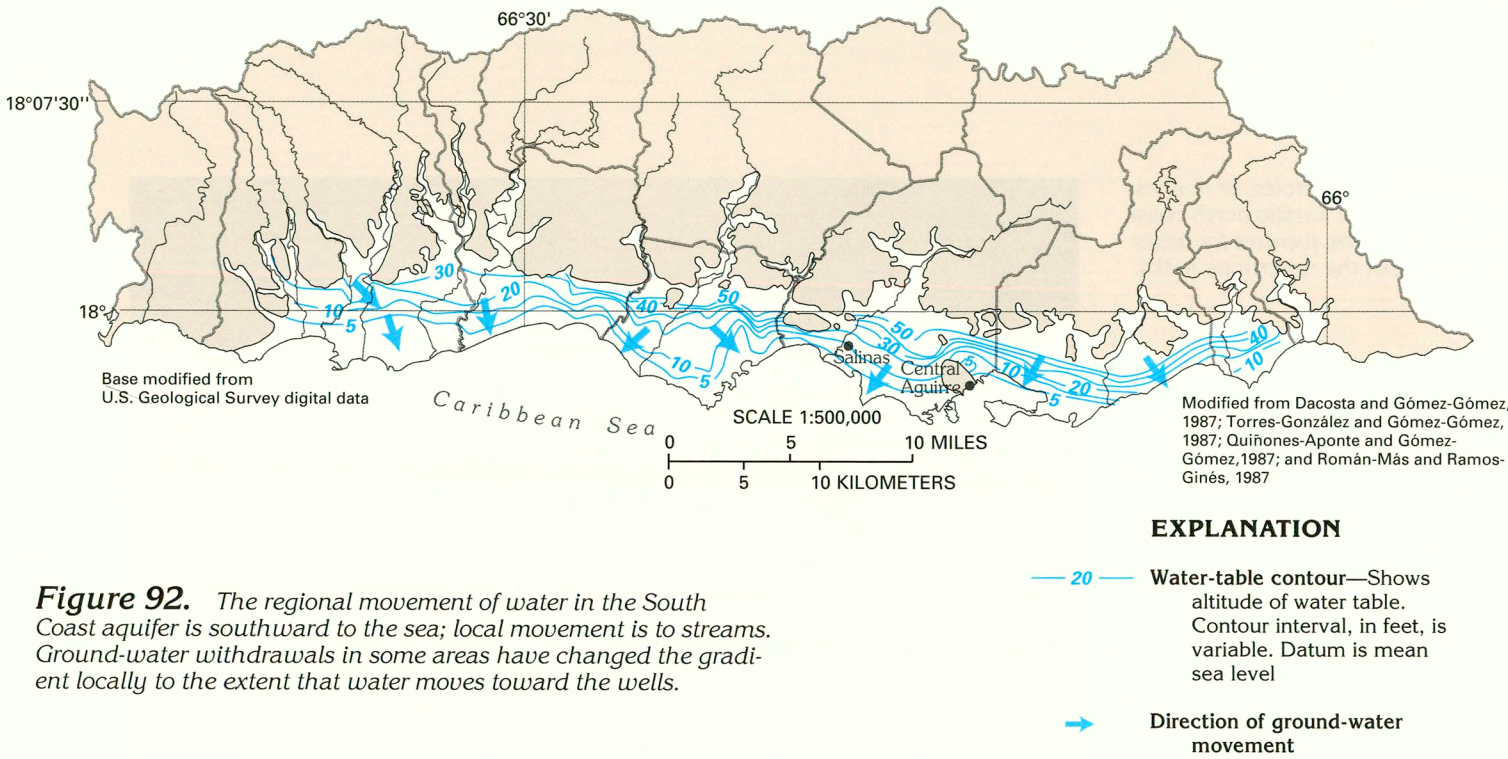 66°30'
18°07'30"
66°
18°
30
20
10
5
40
50
10
5
50
30
5
10
20
5
40
10
Salinas
Central
Aguirre
Base modified from
U.S. Geological Survey digital data
Caribbean Sea
SCALE 1:500,000
0 5 10 MILES
0 5 10 KILOMETERS
Modified from Dacosta and Gómez-Gómez,
1987; Torres-González and Gómez-Gómez,
1987; Quiñones-Aponte and Gómez-
Gómez,1987; and Román-Más and Ramos-
Ginés, 1987
EXPLANATION
20
Water-table contour—Shows
altitude of water table.
Contour interval, in feet, is
variable. Datum is mean
sea level
Direction of ground-water
movement
Figure 92. The regional movement of water in the South
Coast aquifer is southward to the sea; local movement is to streams.
Ground-water withdrawals in some areas have changed the gradi-
ent locally to the extent that water moves toward the wells.